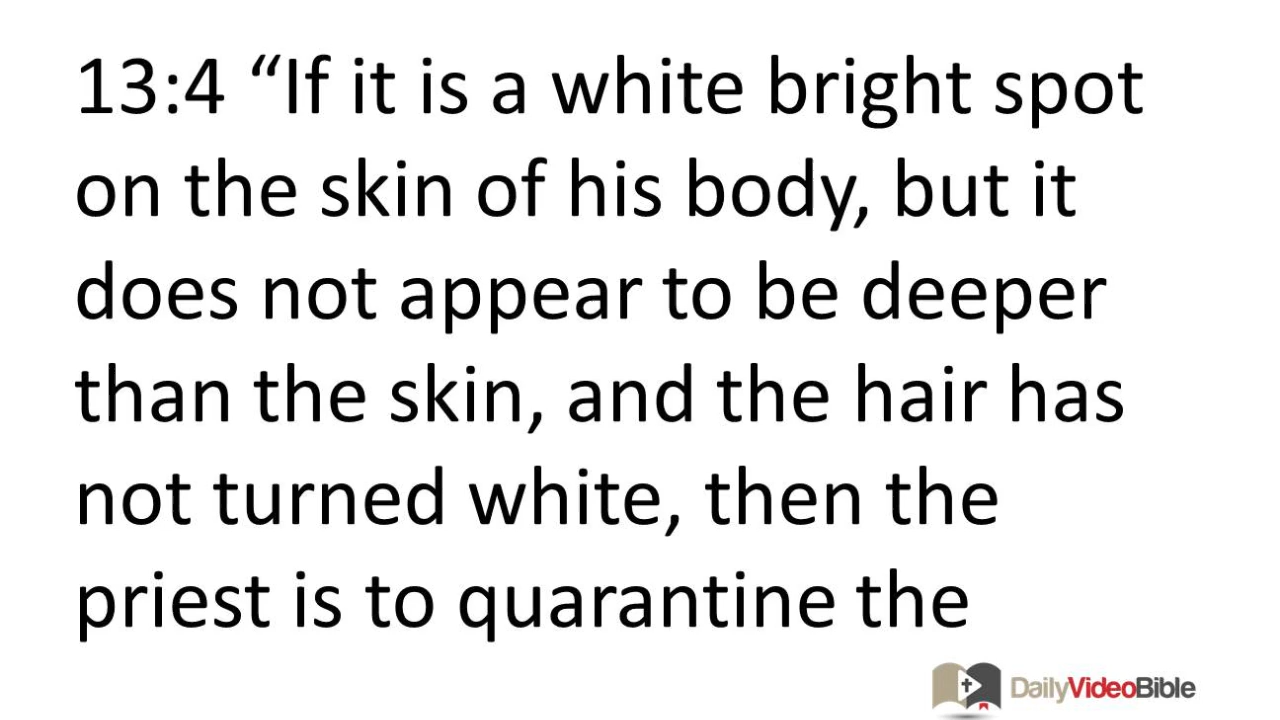 13:4 “If it is a white bright spot
on the skin of his body, but it
does not appear to be deeper
than the skin, and the hair has
not turned white, then the
priest is to quarantine the
DailyVideoBible